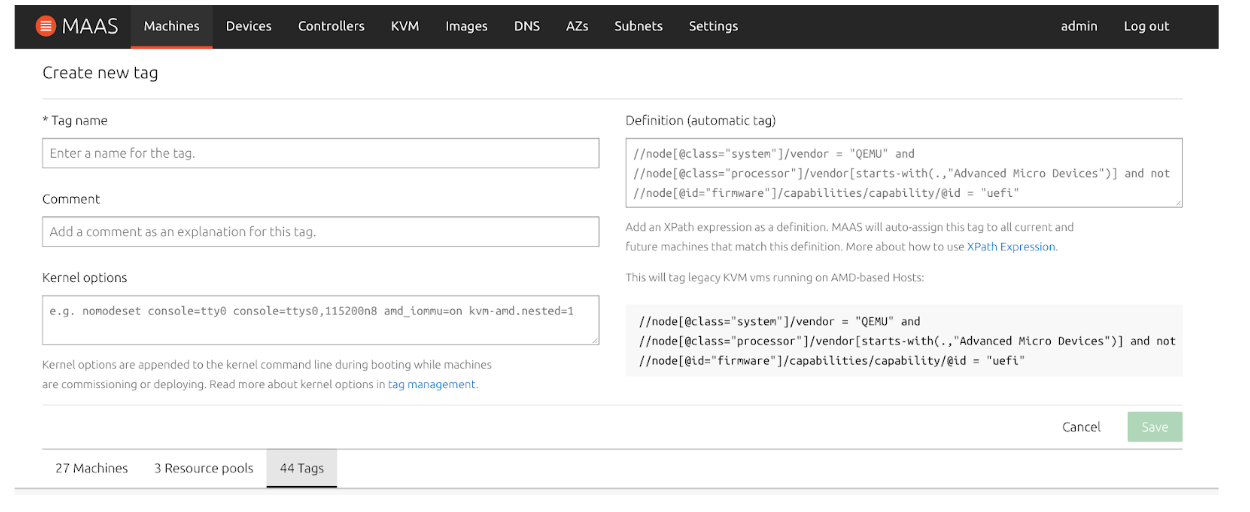 MAAS Machines Devices Controllers KVM Images DNS AZs Subnets Settings admin Log out
Create new tag
* Tag name
Enter a name for the tag.
Comment
Add a comment as an explanation for this tag.
Kernel options
e.g. nomodeset console=tty0 console=ttys0,115200n8 amd_iommu=on kvm-amd.nested=1
Kernel options are appended to the kernel command line during booting while machines
are commissioning or deploying. Read more about kernel options in tag management.
Definition (automatic tag)
//node[@class="system"]/vendor = "QEMU" and
//node[@class="processor"]/vendor[starts-with(.,"Advanced Micro Devices")] and not
//node[@id="firmware"]/capabilities/capability/@id = "uefi"
Add an XPath expression as a definition. MAAS will auto-assign this tag to all current and
future machines that match this definition. More about how to use XPath Expression.
This will tag legacy KVM vms running on AMD-based Hosts:
//node[@class="system"]/vendor = "QEMU" and
//node[@class="processor"]/vendor[starts-with(.,"Advanced Micro Devices")] and not
//node[@id="firmware"]/capabilities/capability/@id = "uefi"
Cancel Save
27 Machines 3 Resource pools 44 Tags